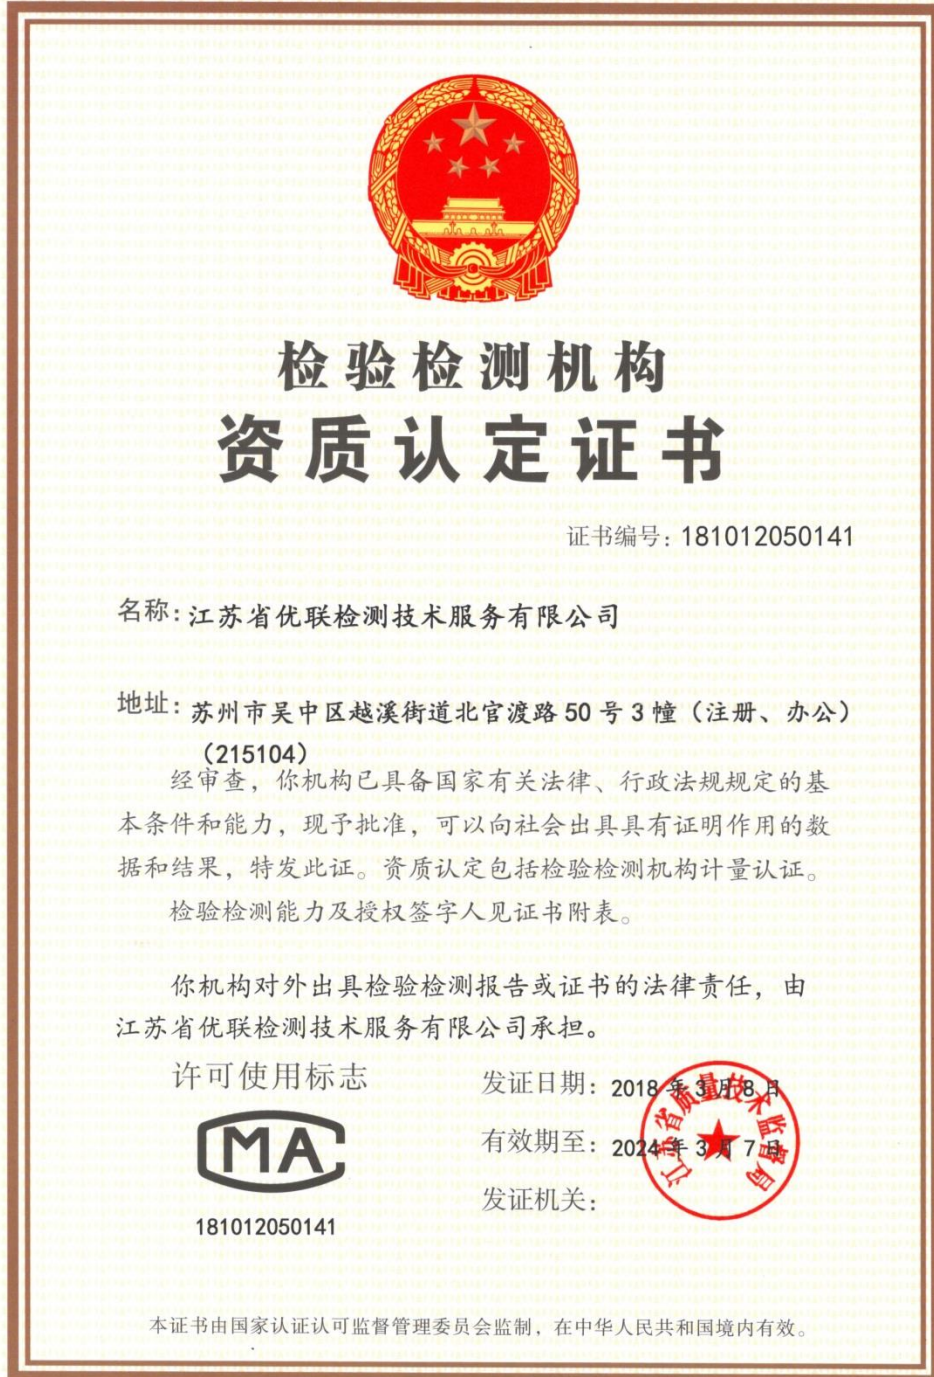 检验检测机构
资质认定证书
证书编号：181012050141
名称：江苏省优联检测技术服务有限公司
地址：苏州市吴中区越溪街道北官渡路50号3幢（注册、办公）
（215104）
经审查，你机构已具备国家有关法律、行政法规规定的基
本条件和能力，现予批准，可以向社会出具具有证明作用的数
据和结果，特发此证。资质认定包括检验检测机构计量认证。
检验检测能力及授权签字人见证书附表。
你机构对外出具检验检测报告或证书的法律责任，由
江苏省优联检测技术服务有限公司承担。
许可使用标志
MA
181012050141
发证日期：2018年3月8日
有效期至：2024年3月7日
发证机关：
江苏省质量技术监督局
本证书由国家认证认可监督管理委员会监制，在中华人民共和国境内有效。